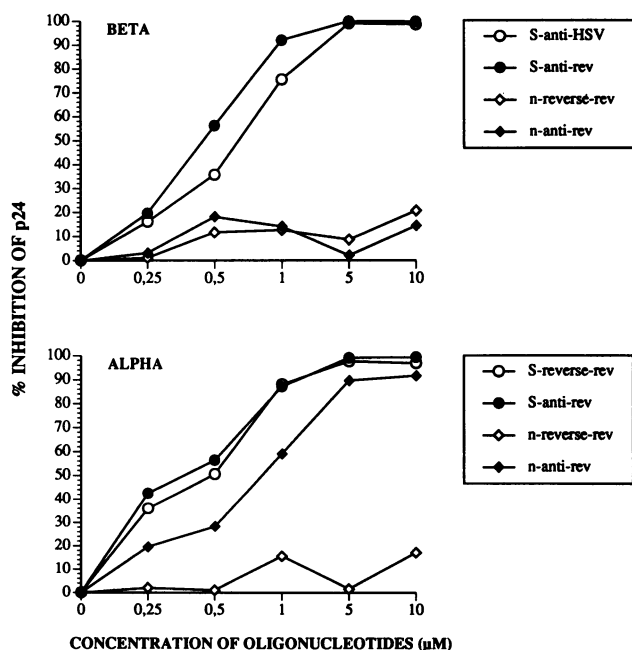 % INHIBITION OF p24
BETA
100
90
80
70
60
50
40
30
20
10
0
0 0,25 0,5 1 5 10
S-anti-HSV
S-anti-rev
n-reverse-rev
n-anti-rev
ALPHA
100
90
80
70
60
50
40
30
20
10
0
0 0,25 0,5 1 5 10
S-reverse-rev
S-anti-rev
n-reverse-rev
n-anti-rev
CONCENTRATION OF OLIGONUCLEOTIDES (μM)